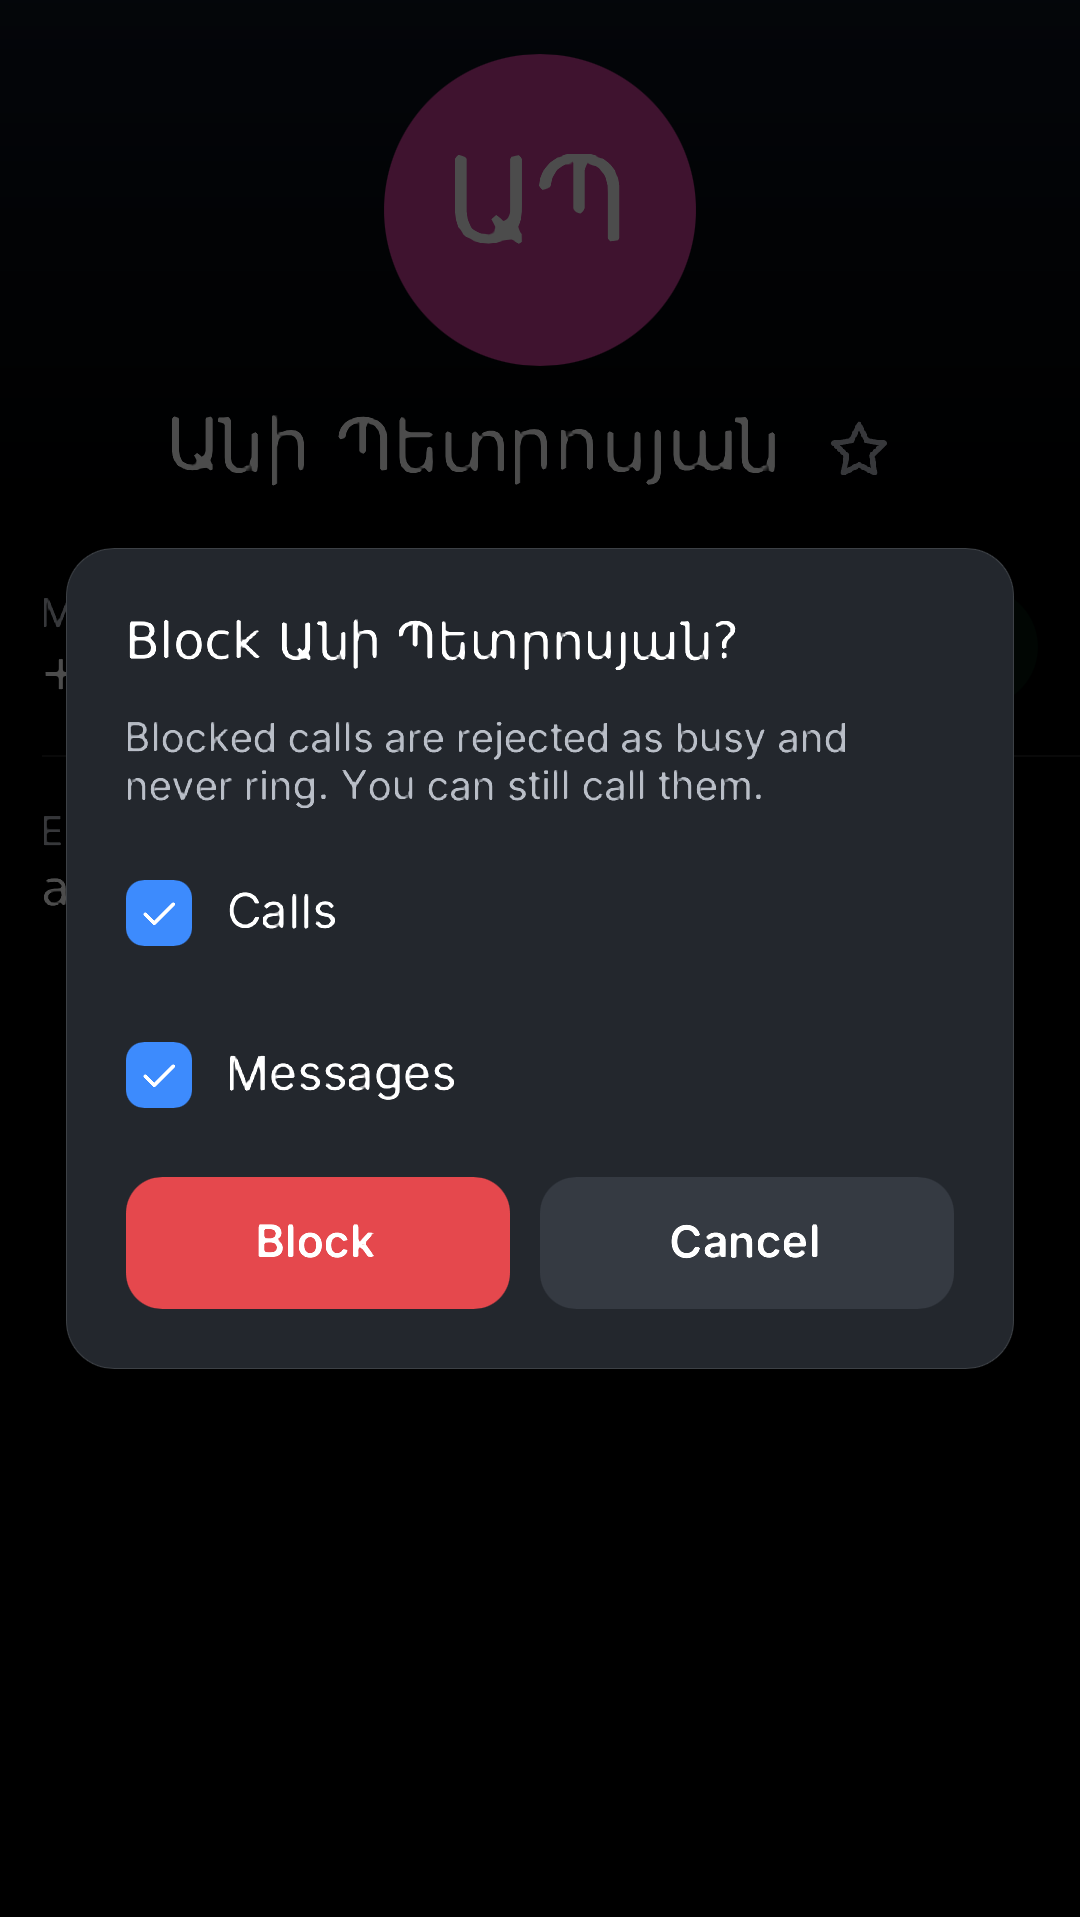 ԱՊ
Անի Պետրոսյան
Block Անի Պետրոսյան?
Blocked calls are rejected as busy and
never ring. You can still call them.
Calls
Messages
Block
Cancel